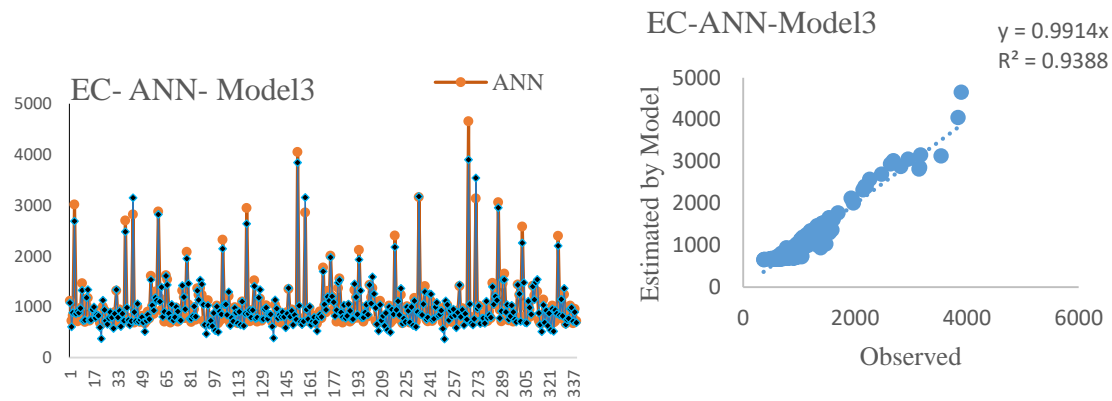 EC- ANN- Model3
ANN
5000
4000
3000
2000
1000
0
1 17 33 49 65 81 97 113 129 145 161 177 193 209 225 241 257 273 289 305 321 337
EC-ANN-Model3
y = 0.9914x
R² = 0.9388
Estimated by Model
5000
4000
3000
2000
1000
0
0 2000 4000 6000
Observed